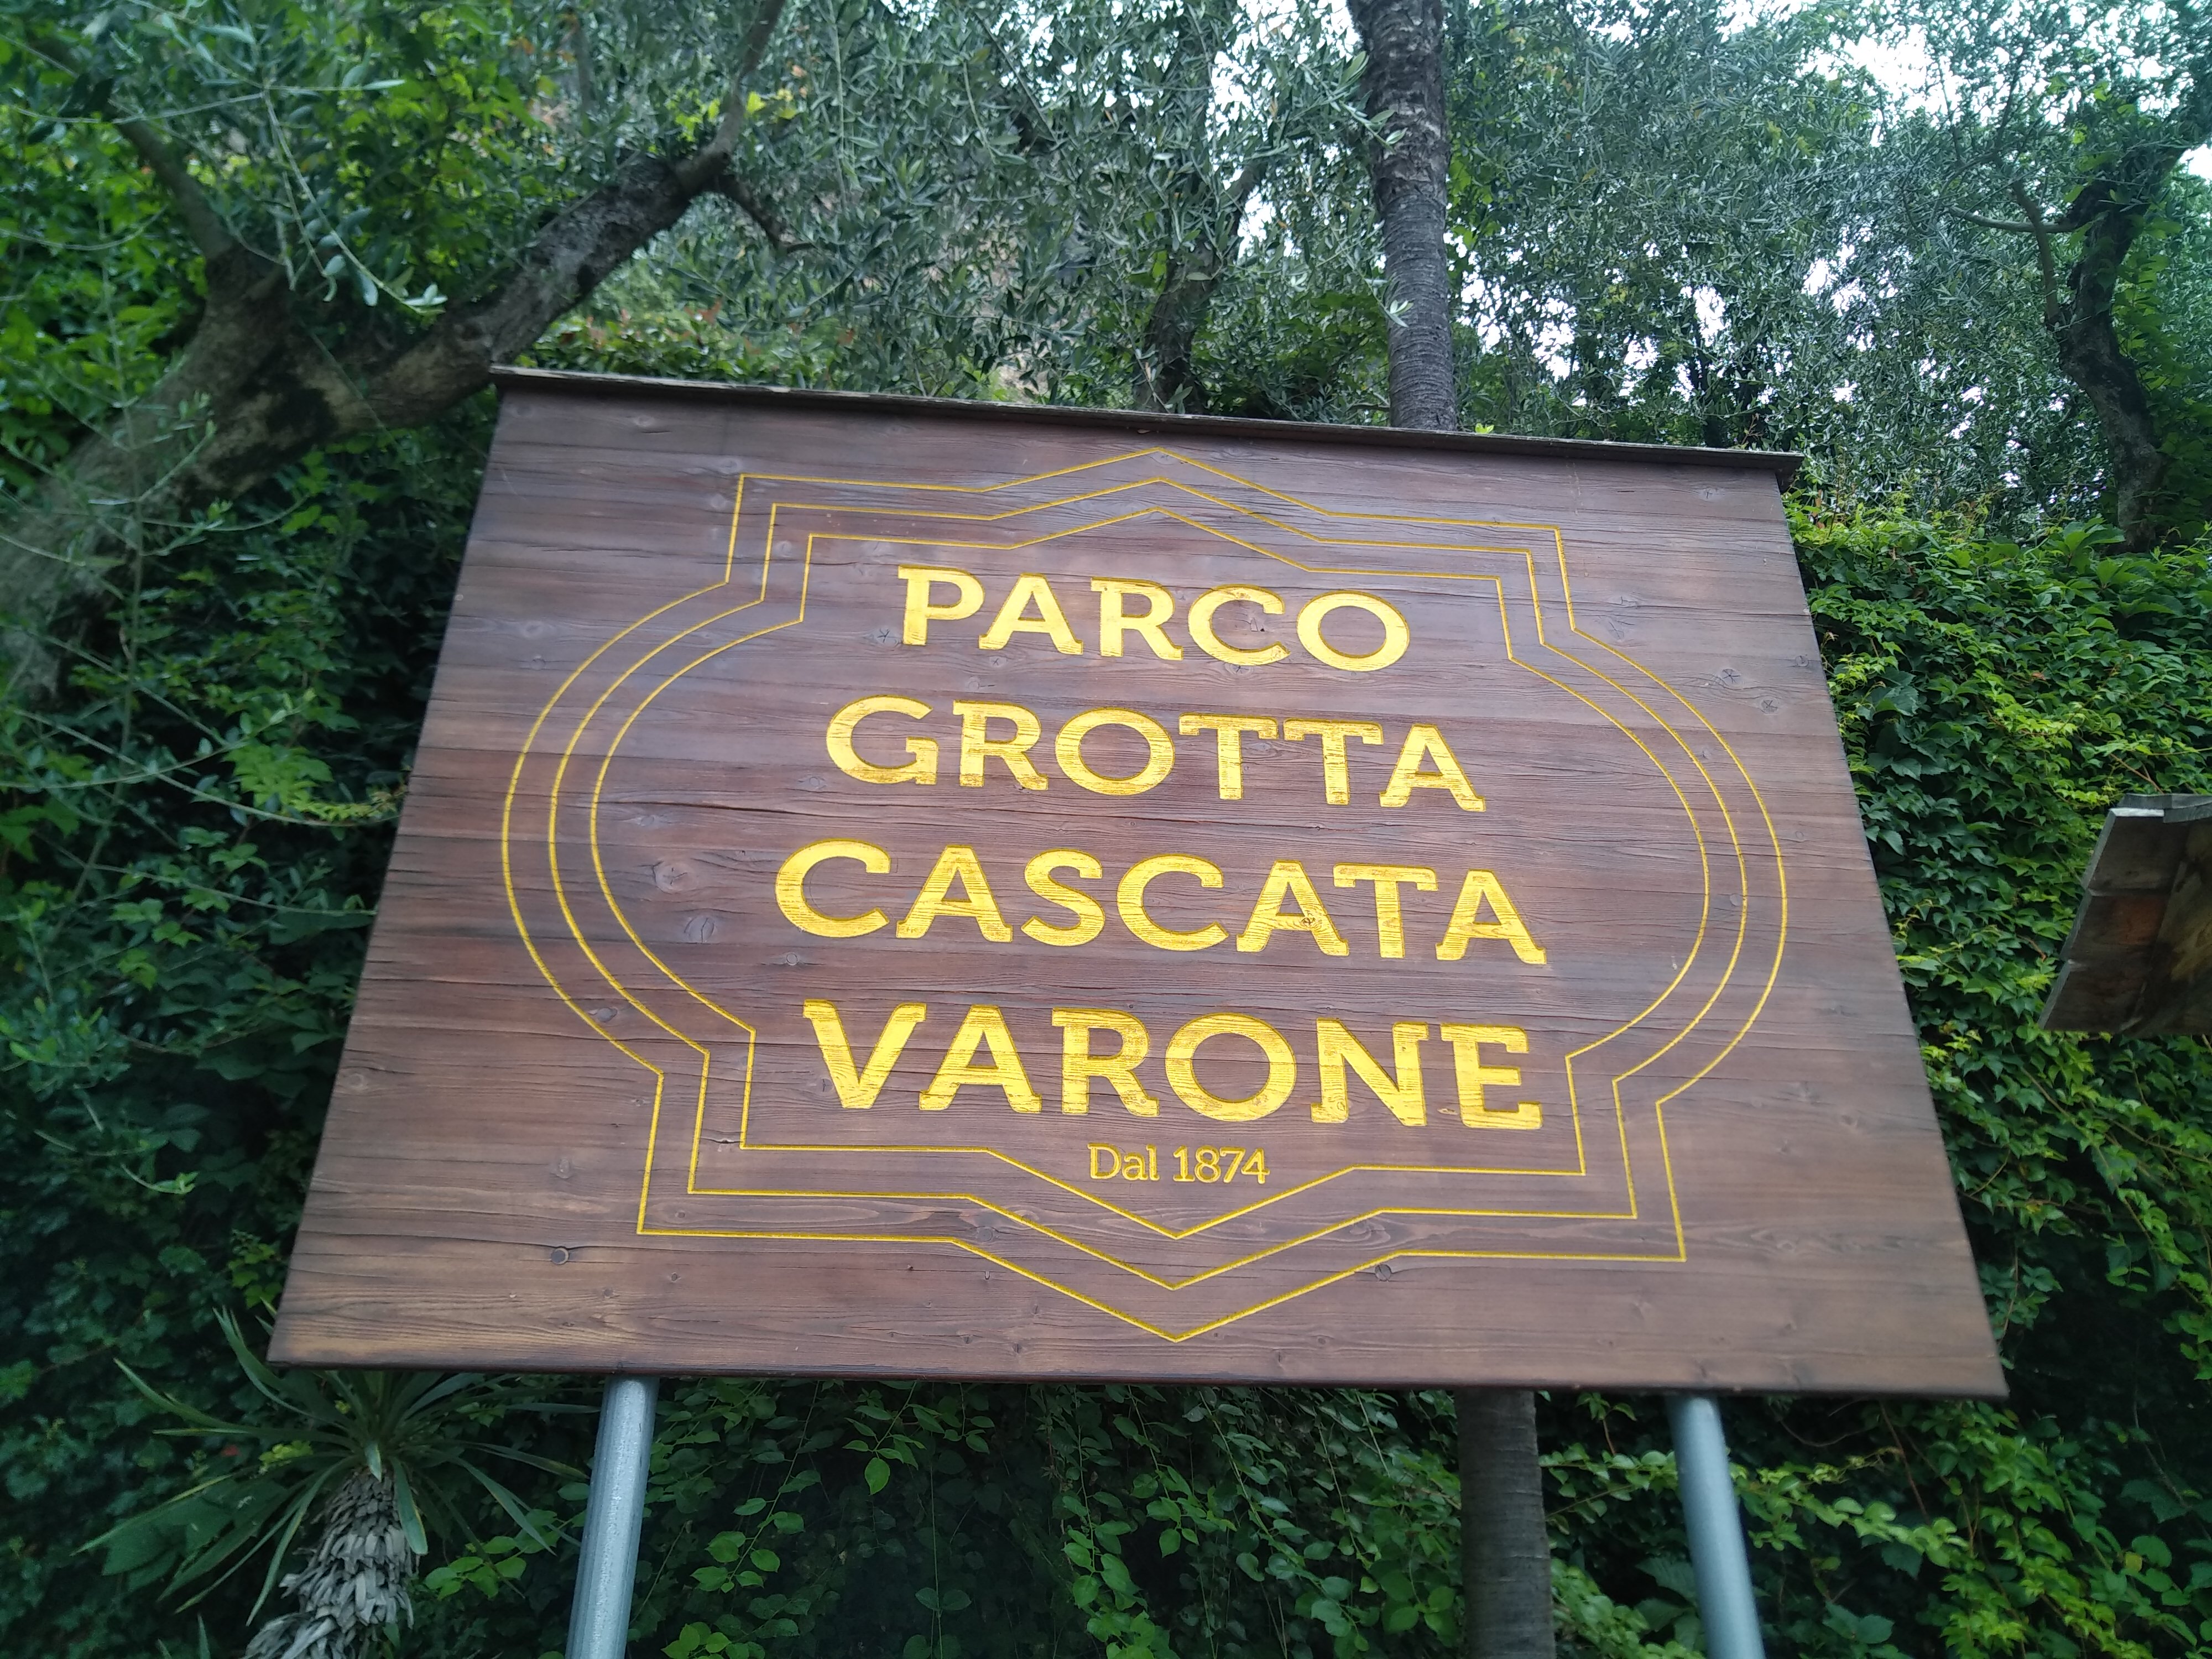 PARCO
GROTTA
CASCATA
VARONE
Dal 1874